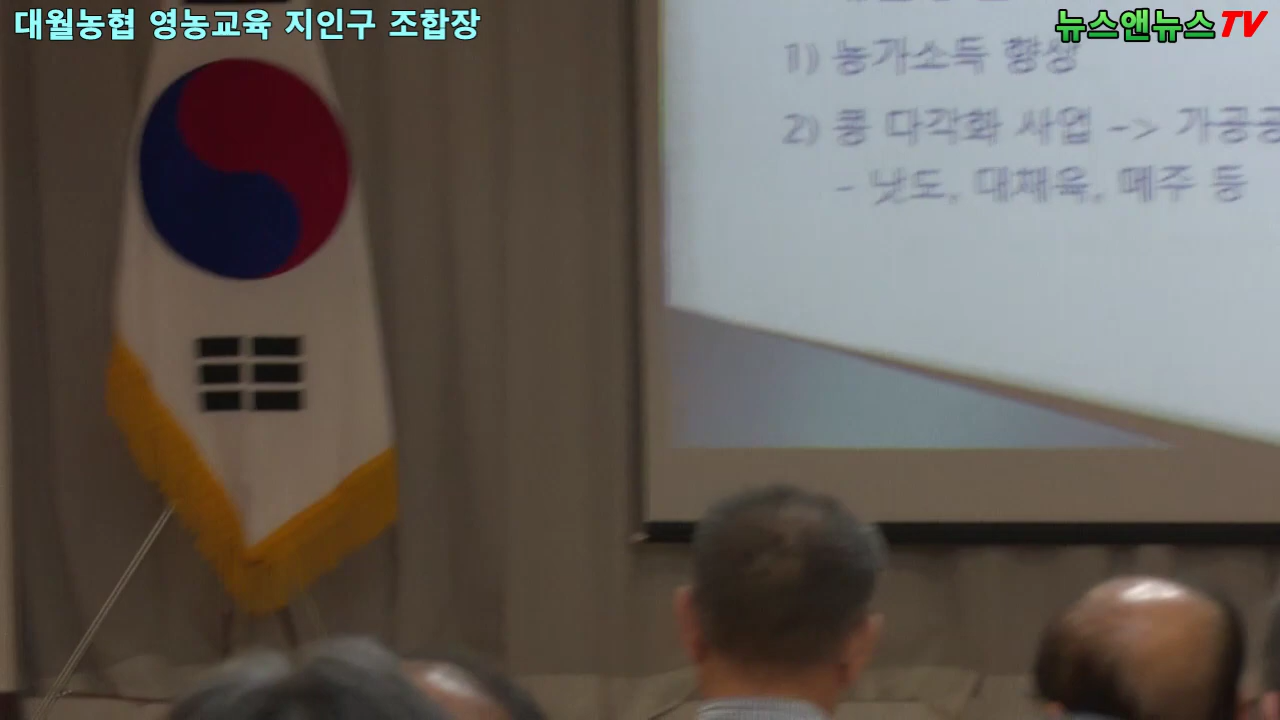 대월농협 영농교육 지인구 조합장
뉴스앤뉴스TV
1) 농가소득 향상
2) 콩 다각화 사업 -> 가공
- 낫도, 대체육, 메주 등